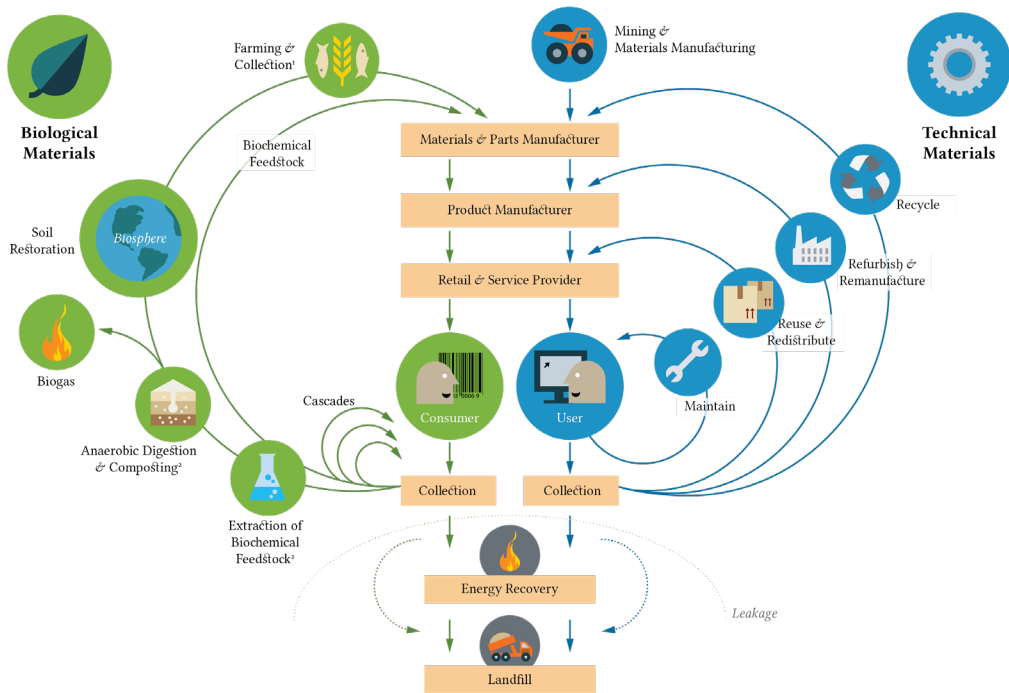 Biological
Materials
Farming &
Collection¹
Mining &
Materials Manufacturing
Technical
Materials
Biochemical
Feedstock
Materials & Parts Manufacturer
Recycle
Soil
Restoration
Biosphere
Product Manufacturer
Refurbish &
Remanufacture
Retail & Service Provider
Reuse &
Redistribute
Biogas
Cascades
Consumer
User
Maintain
Anaerobic Digestion
& Composting²
Collection
Collection
Extraction of
Biochemical
Feedstock²
Energy Recovery
Leakage
Landfill